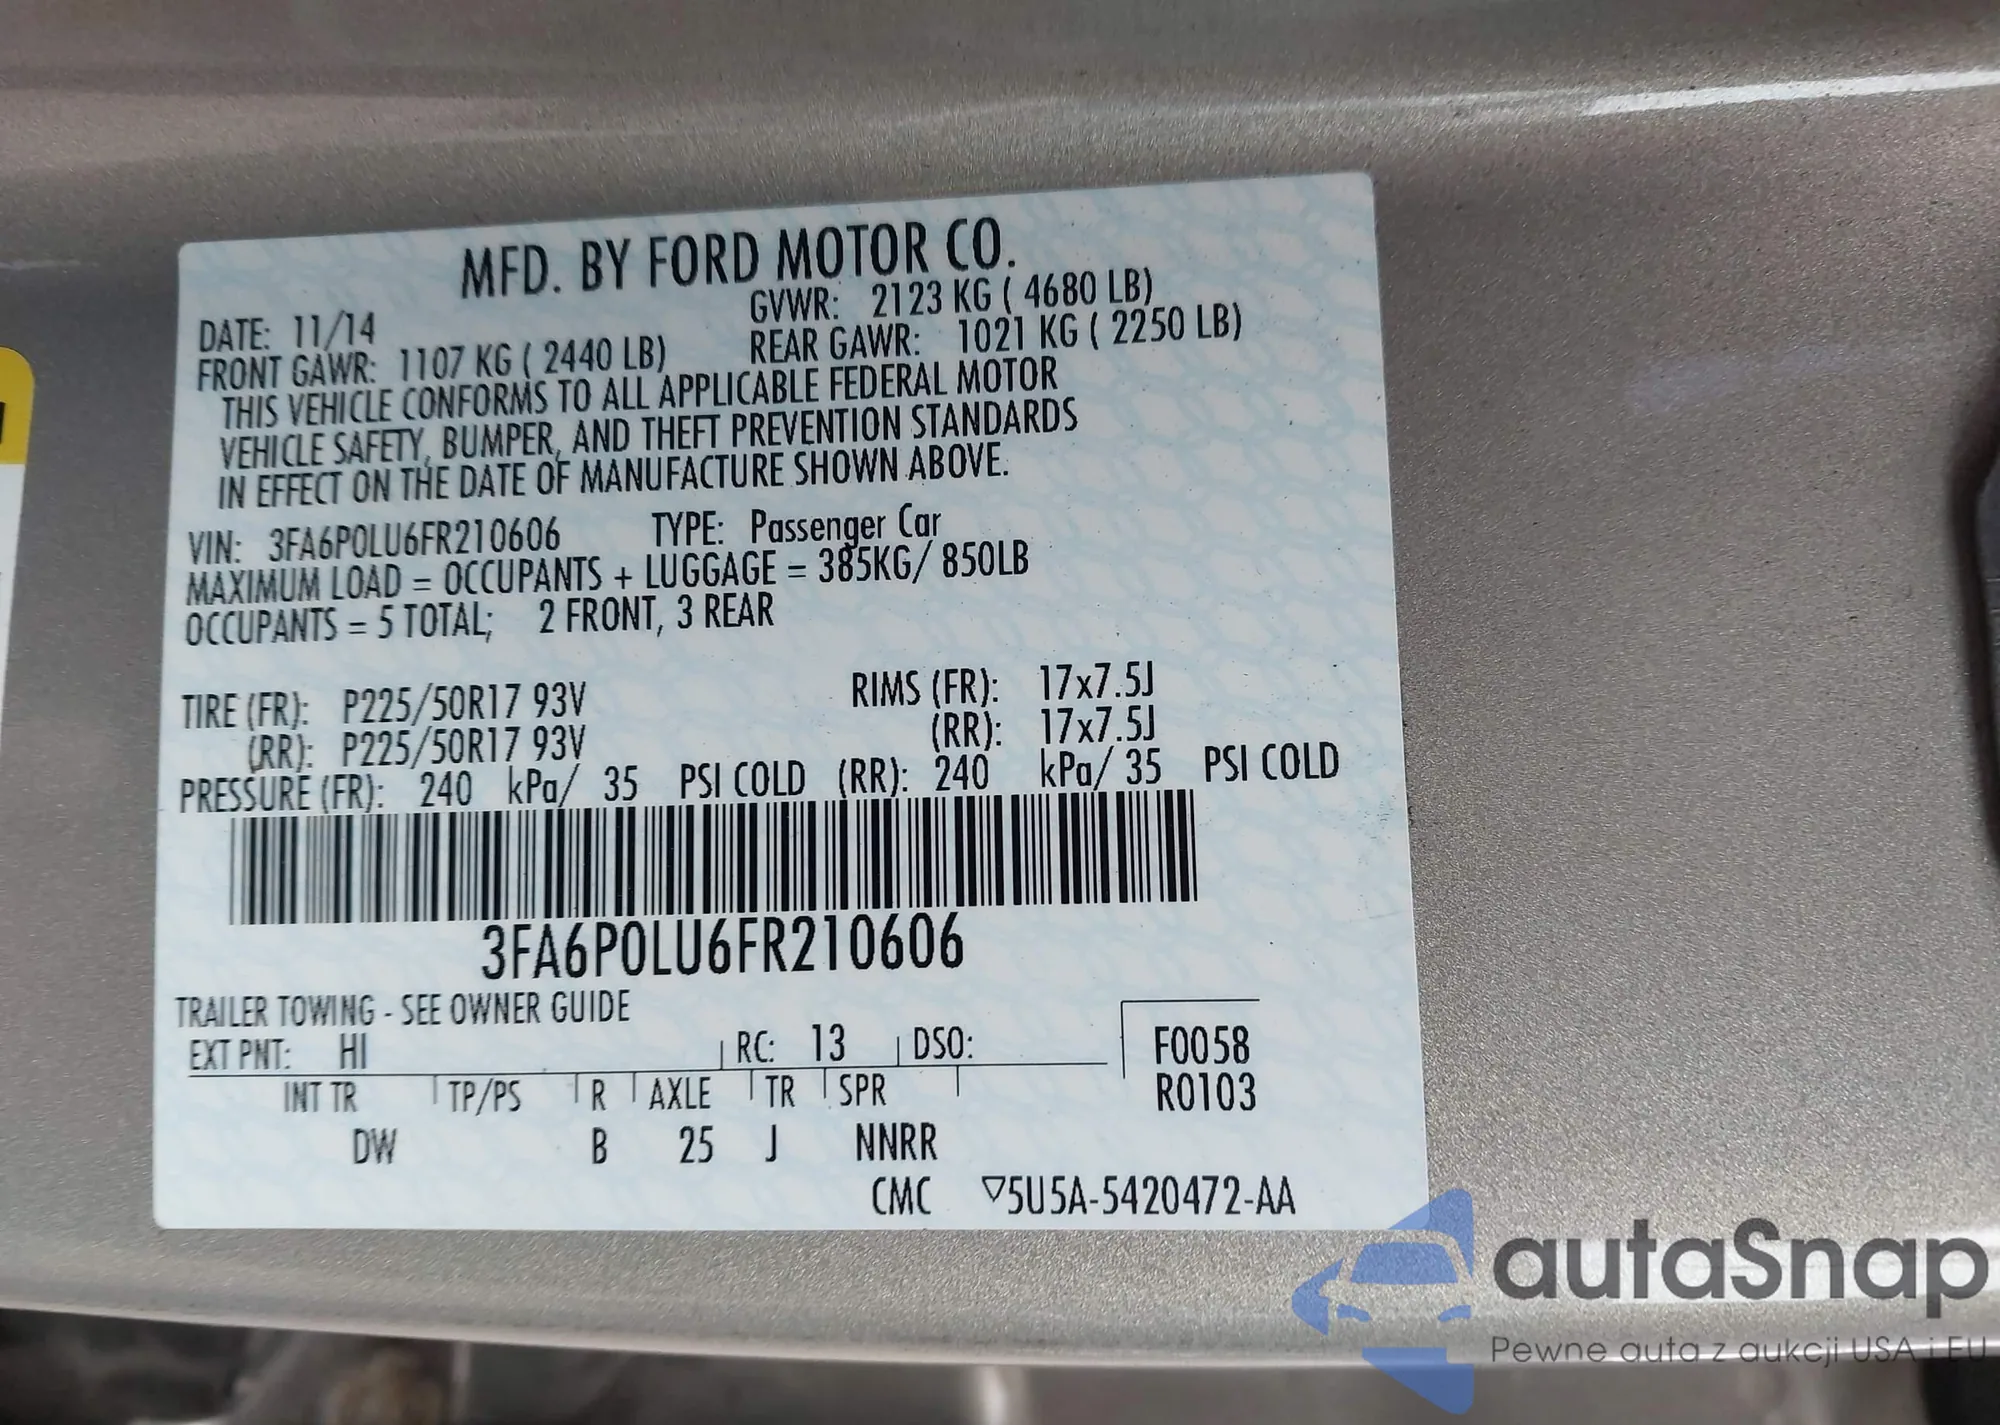 MFD. BY FORD MOTOR CO.
DATE: 11/14 GVWR: 2123 KG ( 4680 LB)
FRONT GAWR: 1107 KG ( 2440 LB) REAR GAWR: 1021 KG ( 2250 LB)
THIS VEHICLE CONFORMS TO ALL APPLICABLE FEDERAL MOTOR
VEHICLE SAFETY, BUMPER, AND THEFT PREVENTION STANDARDS
IN EFFECT ON THE DATE OF MANUFACTURE SHOWN ABOVE.
VIN: 3FA6P0LU6FR210606 TYPE: Passenger Car
MAXIMUM LOAD = OCCUPANTS + LUGGAGE = 385KG/ 850LB
OCCUPANTS = 5 TOTAL; 2 FRONT, 3 REAR
TIRE (FR): P225/50R17 93V RIMS (FR): 17x7.5J
(RR): P225/50R17 93V (RR): 17x7.5J
PRESSURE (FR): 240 kPa/ 35 PSI COLD (RR): 240 kPa/ 35 PSI COLD
3FA6P0LU6FR210606
TRAILER TOWING - SEE OWNER GUIDE
EXT PNT: HI RC: 13 DSO: F0058
INT TR TP/PS R AXLE TR SPR R0103
DW B 25 J NNRR
CMC ▽5U5A-5420472-AA
autaSnap
Pewne auta z aukcji USA i EU